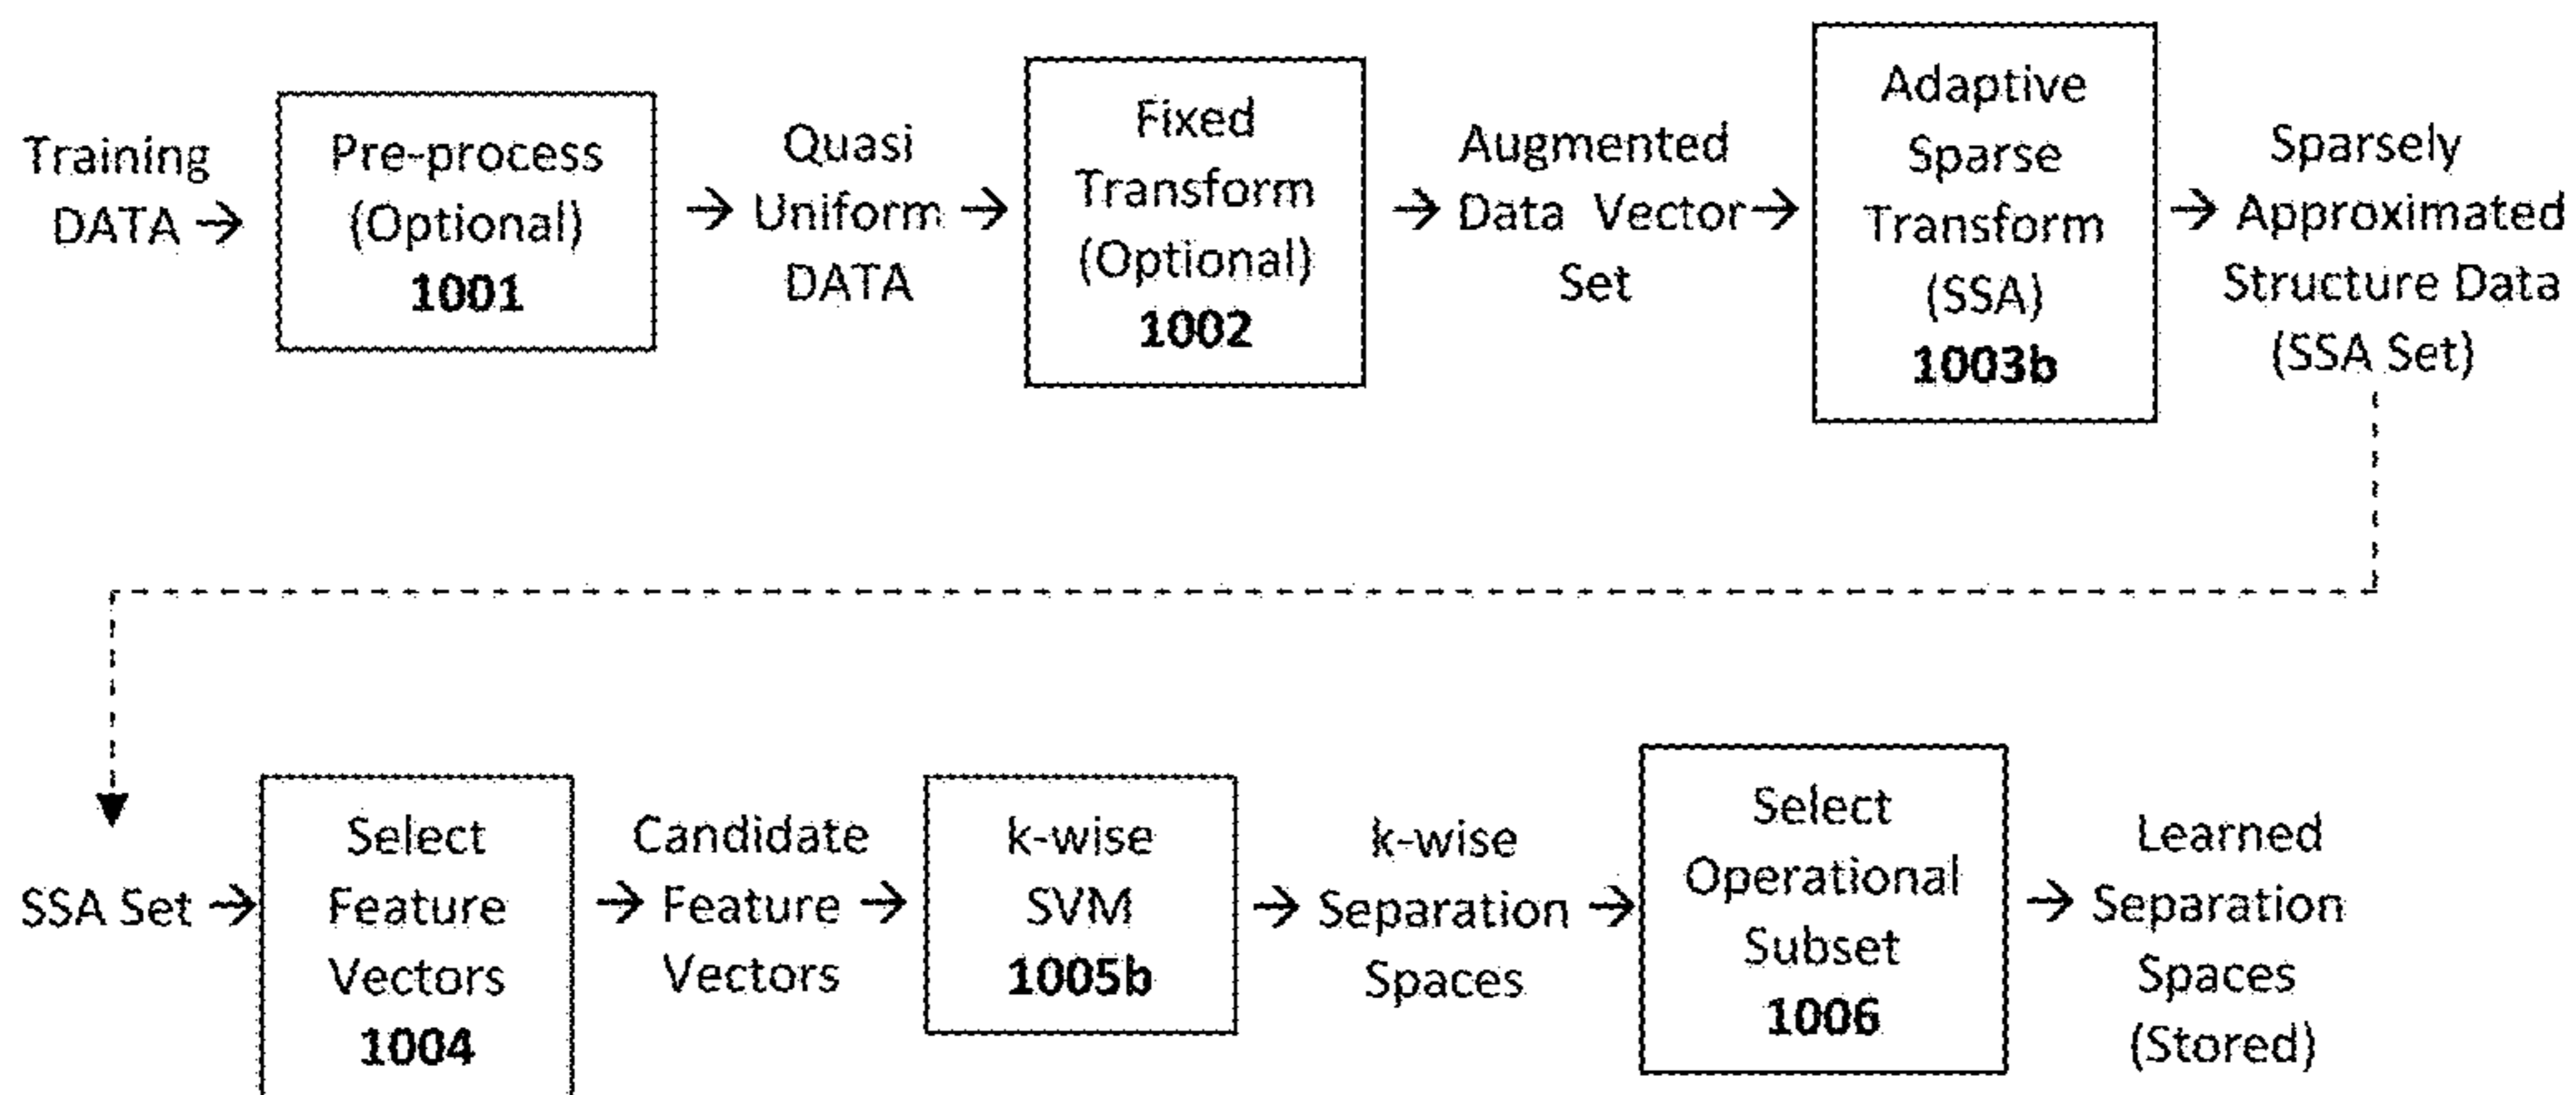 Training
DATA →
Pre-process
(Optional)
1001
→ Quasi
Uniform →
DATA
Fixed
Transform
(Optional)
1002
Augmented
→ Data Vector →
Set
Adaptive
Sparse
Transform
(SSA)
1003b
Sparsely
→ Approximated
Structure Data
(SSA Set)
SSA Set →
Select
Feature
Vectors
1004
Candidate
→ Feature →
Vectors
k-wise
SVM
1005b
k-wise
→ Separation →
Spaces
Select
Operational
Subset
1006
Learned
→ Separation
Spaces
(Stored)